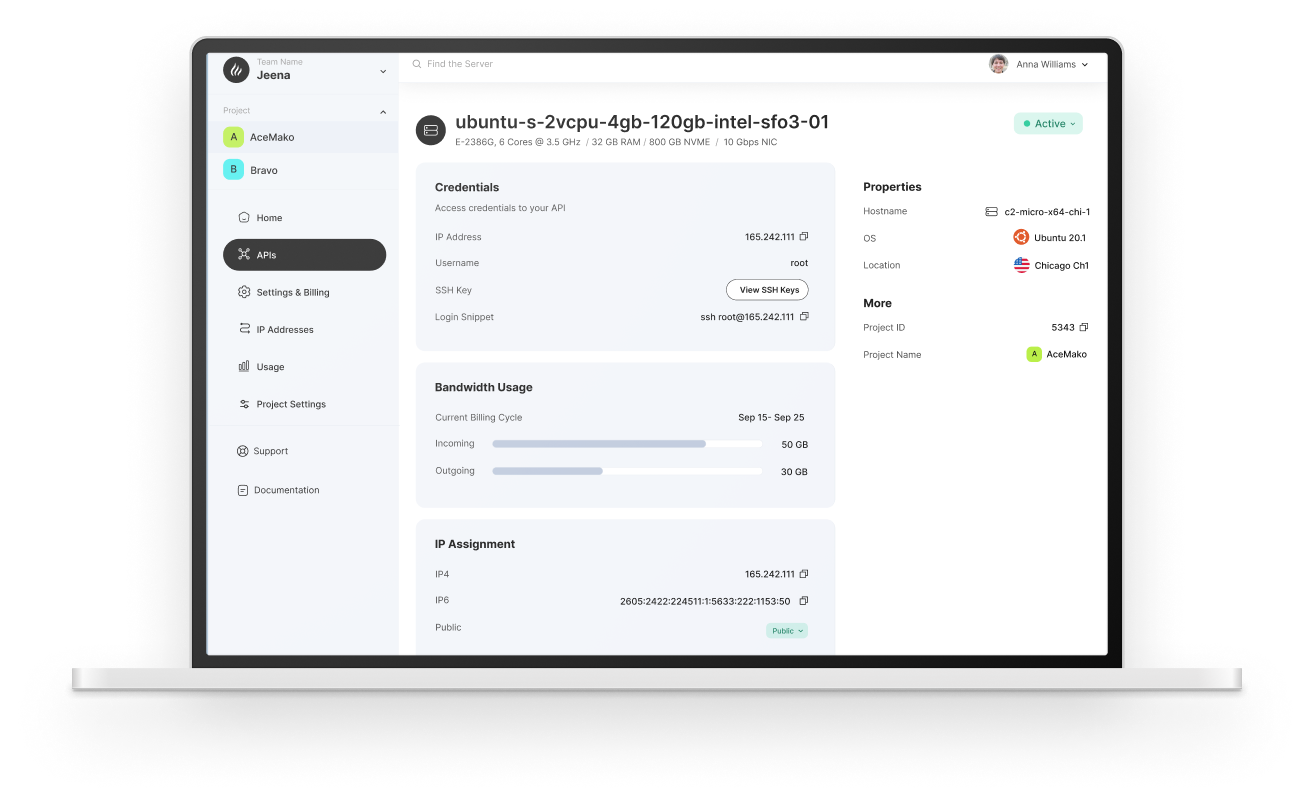 Team Name
Jeena
Find the Server
Anna Williams
Project
A AceMako
B Bravo
Home
APIs
Settings & Billing
IP Addresses
Usage
Project Settings
Support
Documentation
ubuntu-s-2vcpu-4gb-120gb-intel-sfo3-01
E-2386G, 6 Cores @ 3.5 GHz / 32 GB RAM / 800 GB NVME / 10 Gbps NIC
Active
Credentials
Access credentials to your API
IP Address 165.242.111
Username root
SSH Key View SSH Keys
Login Snippet ssh root@165.242.111
Bandwidth Usage
Current Billing Cycle Sep 15- Sep 25
Incoming 50 GB
Outgoing 30 GB
IP Assignment
IP4 165.242.111
IP6 2605:2422:224511:1:5633:222:1153:50
Public Public
Properties
Hostname c2-micro-x64-chi-1
OS Ubuntu 20.1
Location Chicago Ch1
More
Project ID 5343
Project Name A AceMako